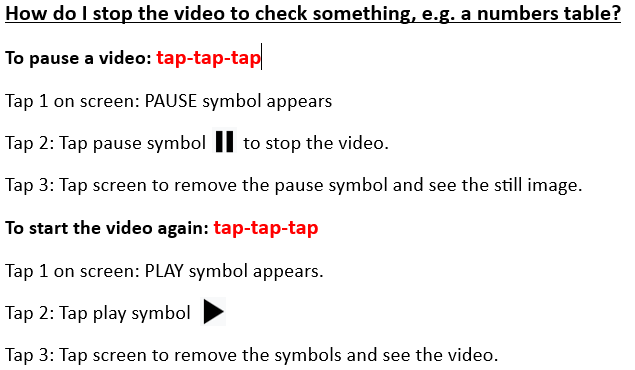 How do I stop the video to check something, e.g. a numbers table?
To pause a video: tap-tap-tap
Tap 1 on screen: PAUSE symbol appears
Tap 2: Tap pause symbol to stop the video.
Tap 3: Tap screen to remove the pause symbol and see the still image.
To start the video again: tap-tap-tap
Tap 1 on screen: PLAY symbol appears.
Tap 2: Tap play symbol
Tap 3: Tap screen to remove the symbols and see the video.